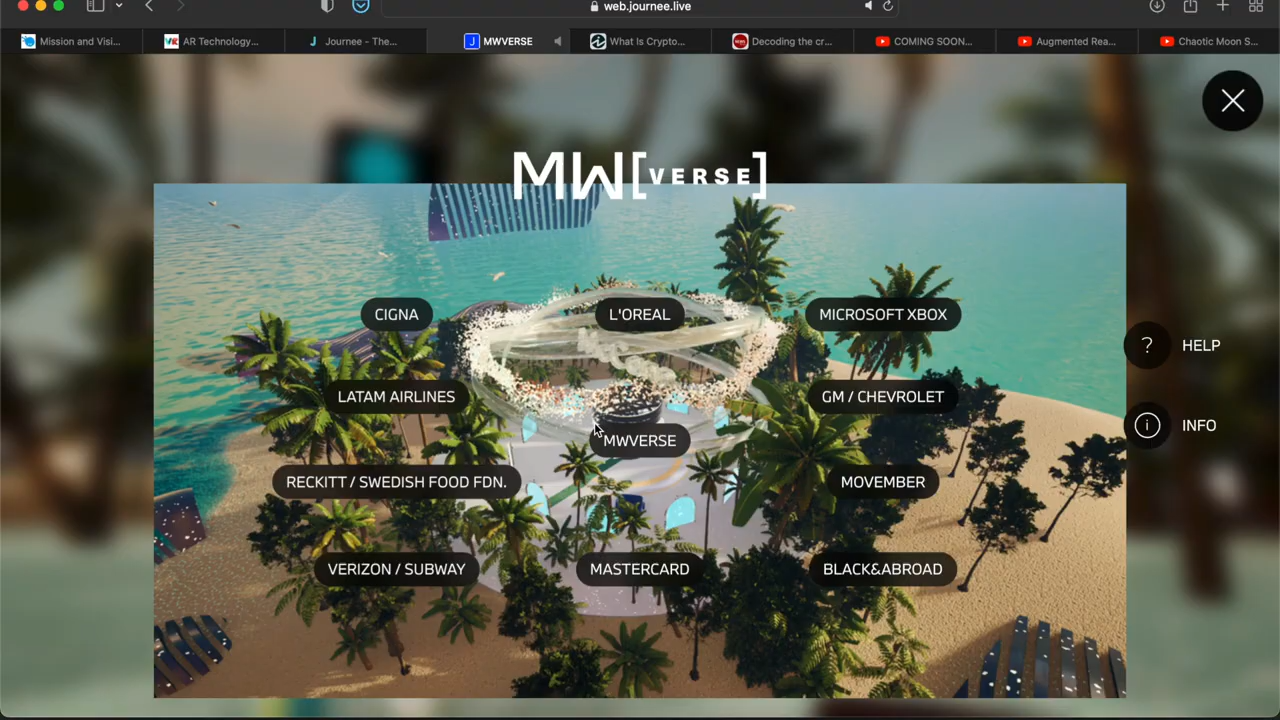 web.journee.live
Mission and Visi...
AR Technology...
Journee - The...
MWVERSE
What Is Crypto...
Decoding the cr...
COMING SOON...
Augmented Rea...
Chaotic Moon S...
MW[VERSE]
CIGNA
L'OREAL
MICROSOFT XBOX
? HELP
LATAM AIRLINES
GM / CHEVROLET
i INFO
MWVERSE
RECKITT / SWEDISH FOOD FDN.
MOVEMBER
VERIZON / SUBWAY
MASTERCARD
BLACK&ABROAD